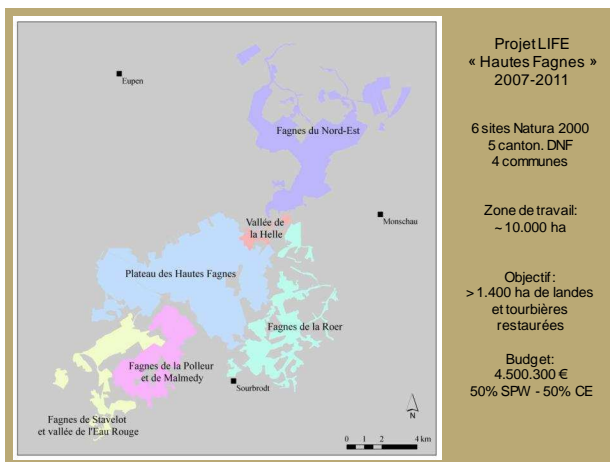 Eupen
Fagnes du Nord-Est
Vallée de
la Helle
Monschau
Plateau des Hautes Fagnes
Fagnes de la Roer
Fagnes de la Polleur
et de Malmedy
Sourbrodt
Fagnes de Stavelot
et vallée de l'Eau Rouge
N
0 1 2 4 km
Projet LIFE
« Hautes Fagnes »
2007-2011
6 sites Natura 2000
5 canton. DNF
4 communes
Zone de travail:
~ 10.000 ha
Objectif:
> 1.400 ha de landes
et tourbières
restaurées
Budget:
4.500.300 €
50% SPW - 50% CE